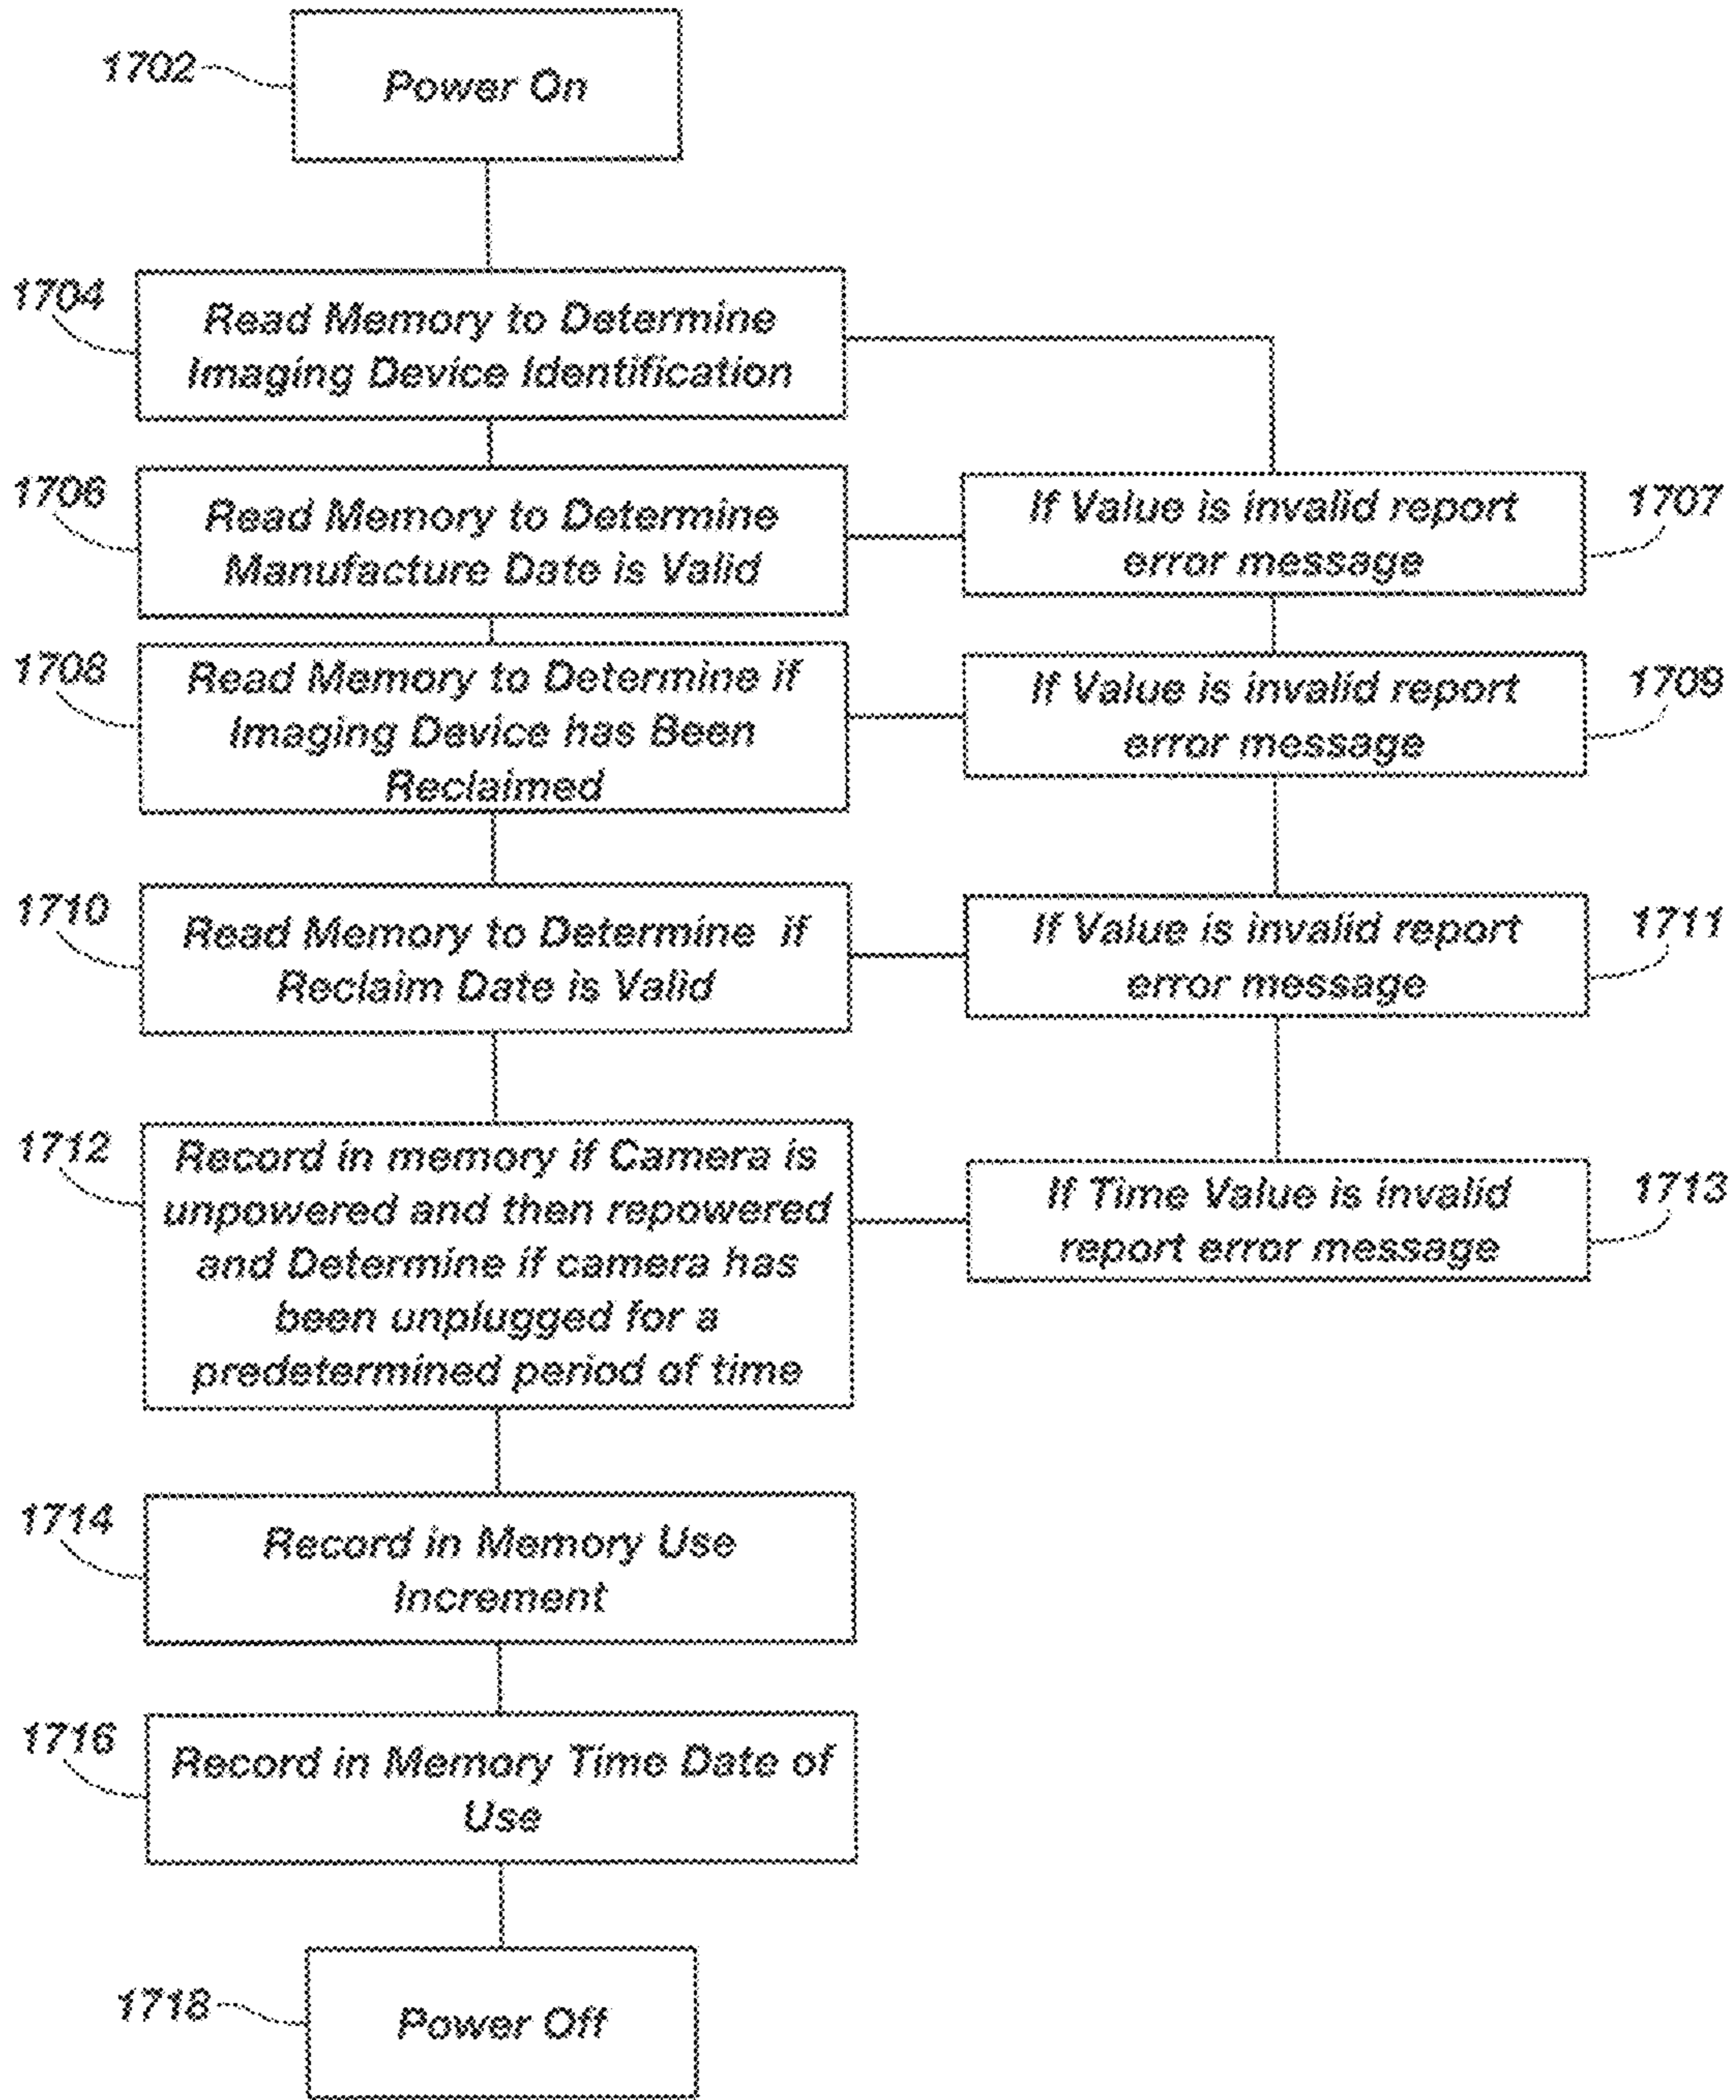 1702
Power On
1704
Read Memory to Determine
Imaging Device Identification
1706
Read Memory to Determine
Manufacture Date is Valid
If Value is invalid report
error message
1707
1708
Read Memory to Determine if
Imaging Device has Been
Reclaimed
If Value is invalid report
error message
1709
1710
Read Memory to Determine if
Reclaim Date is Valid
If Value is invalid report
error message
1711
1712
Record in memory if Camera is
unpowered and then repowered
and Determine if camera has
been unplugged for a
predetermined period of time
If Time Value is invalid
report error message
1713
1714
Record in Memory Use
Increment
1716
Record in Memory Time Date of
Use
1718
Power Off